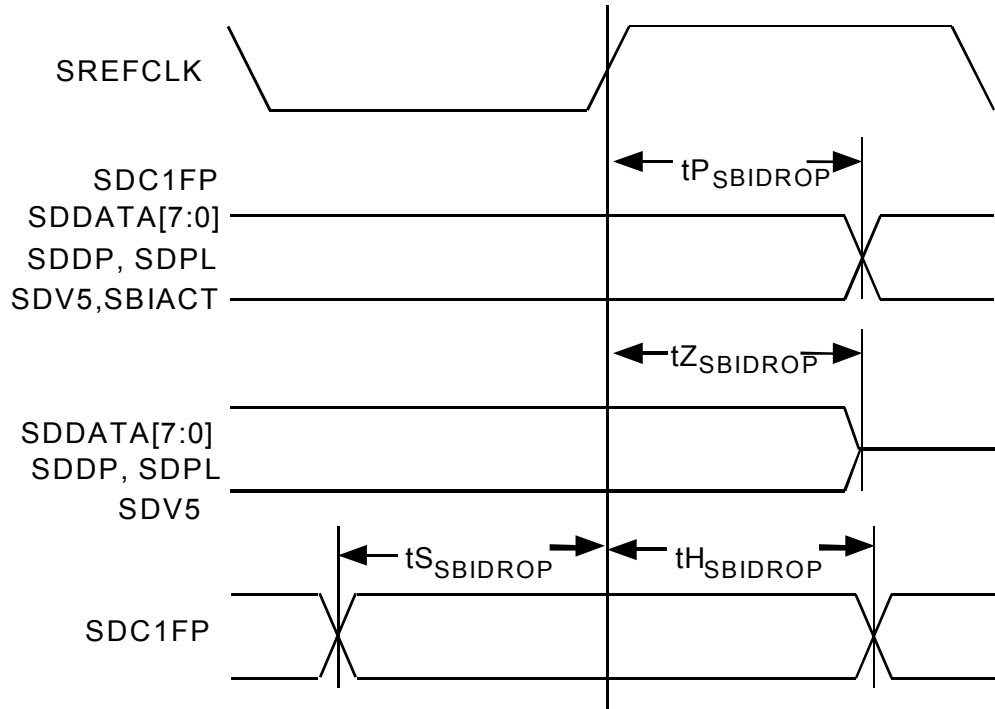 SREFCLK
tPSBIDROP
SDC1FP
SDDATA[7:0]
SDDP, SDPL
SDV5,SBIACT
tZSBIDROP
SDDATA[7:0]
SDDP, SDPL
SDV5
tSSBIDROP
tHSBIDROP
SDC1FP